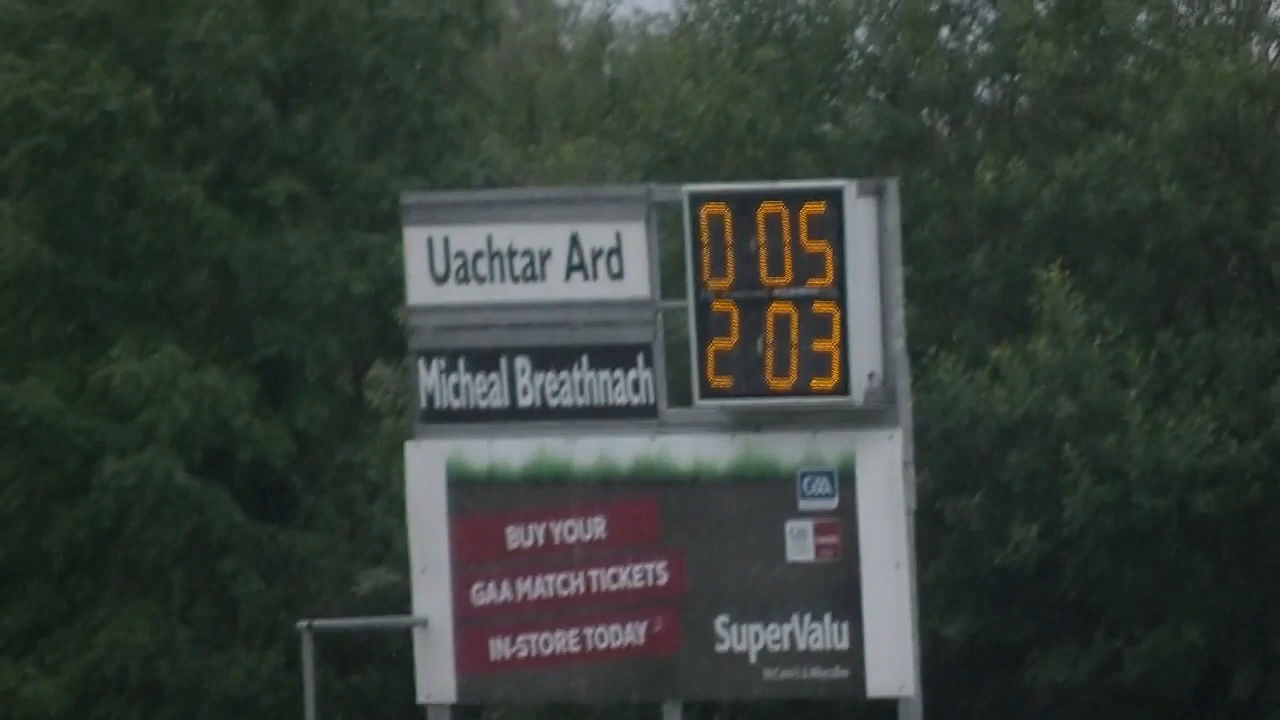 Uachtar Ard 0 05
Micheal Breathnach 2 03
GAA
BUY YOUR
GAA MATCH TICKETS
IN-STORE TODAY
SuperValu